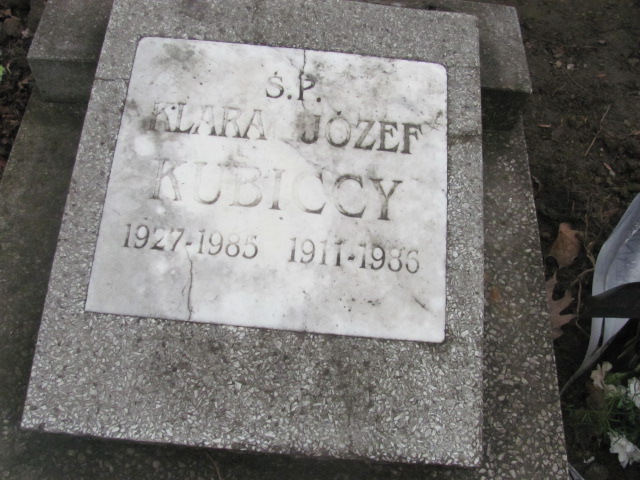 Ś.P.
KLARA JÓZEF
KUBICCY
1927-1985 1911-1986